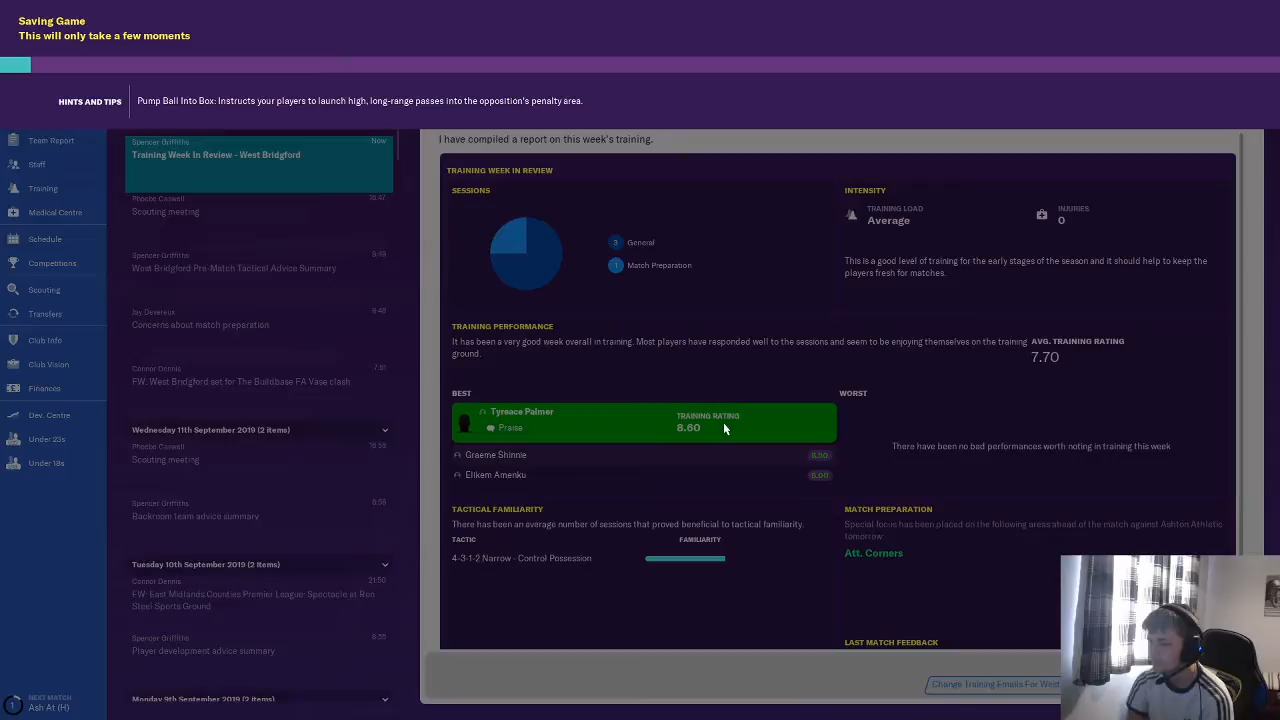 Saving Game
This will only take a few moments
HINTS AND TIPS
Pump Ball Into Box: Instructs your players to launch high, long-range passes into the opposition's penalty area.
Team Report
Staff
Training
Medical Centre
Schedule
Competitions
Scouting
Transfers
Club Info
Club Vision
Finances
Dev. Centre
Under 23s
Under 18s
1
NEXT MATCH
Ash At (H)
Spencer Griffiths
Now
Training Week In Review - West Bridgford
Phoebe Caswell
16:47
Scouting meeting
Spencer Griffiths
West Bridgford Pre-Match Tactical Advice Summary
Jay Devereux
Concerns about match preparation
Connor Dennis
FW: West Bridgford set for The Buildbase FA Vase clash
Wednesday 11th September 2019 (2 items)
Phoebe Caswell
Scouting meeting
Spencer Griffiths
Backroom team advice summary
Tuesday 10th September 2019 (2 items)
Connor Dennis
21:50
FW: East Midlands Counties Premier League: Spectacle at Ron
Steel Sports Ground
Spencer Griffiths
Player development advice summary
Monday 9th September 2019 (2 items)
I have compiled a report on this week's training.
TRAINING WEEK IN REVIEW
SESSIONS
3 General
1 Match Preparation
INTENSITY
TRAINING LOAD
Average
INJURIES
0
This is a good level of training for the early stages of the season and it should help to keep the
players fresh for matches.
TRAINING PERFORMANCE
It has been a very good week overall in training. Most players have responded well to the sessions and seem to be enjoying themselves on the training
ground.
AVG. TRAINING RATING
7.70
BEST
Tyreace Palmer
Praise
TRAINING RATING
8.60
Graeme Shinnie
Elikem Amenku
WORST
There have been no bad performances worth noting in training this week
TACTICAL FAMILIARITY
There has been an average number of sessions that proved beneficial to tactical familiarity.
TACTIC
FAMILIARITY
4-3-1-2 Narrow - Control Possession
MATCH PREPARATION
Special focus has been placed on the following areas ahead of the match against Ashton Athletic
tomorrow:
Att. Corners
LAST MATCH FEEDBACK
Change Training Emails For West